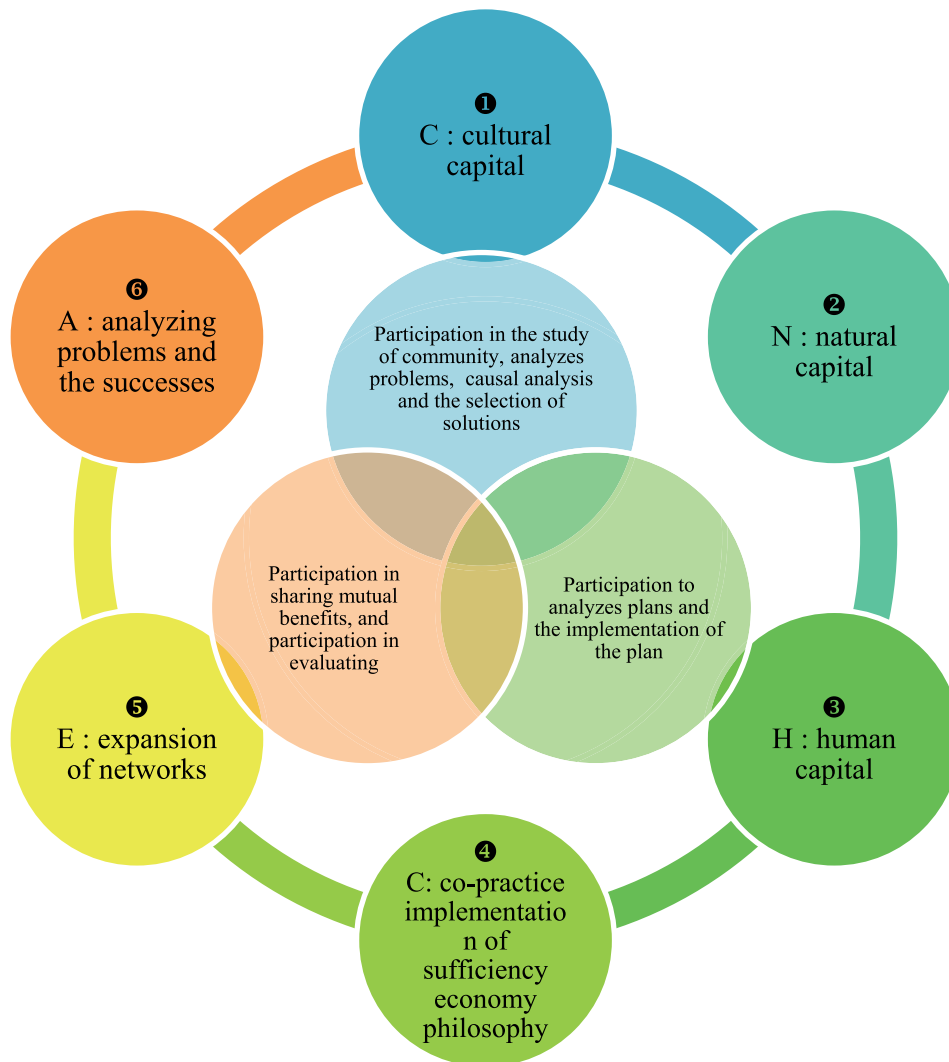 ❶
C : cultural
capital
❷
N : natural
capital
❸
H : human
capital
❹
C: co-practice
implementatio
n of
sufficiency
economy
philosophy
❺
E : expansion
of networks
❻
A : analyzing
problems and
the successes
Participation in the study
of community, analyzes
problems,  causal analysis
and the selection of
solutions
Participation to
analyzes plans and
the implementation of
the plan
Participation in
sharing mutual
benefits, and
participation in
evaluating